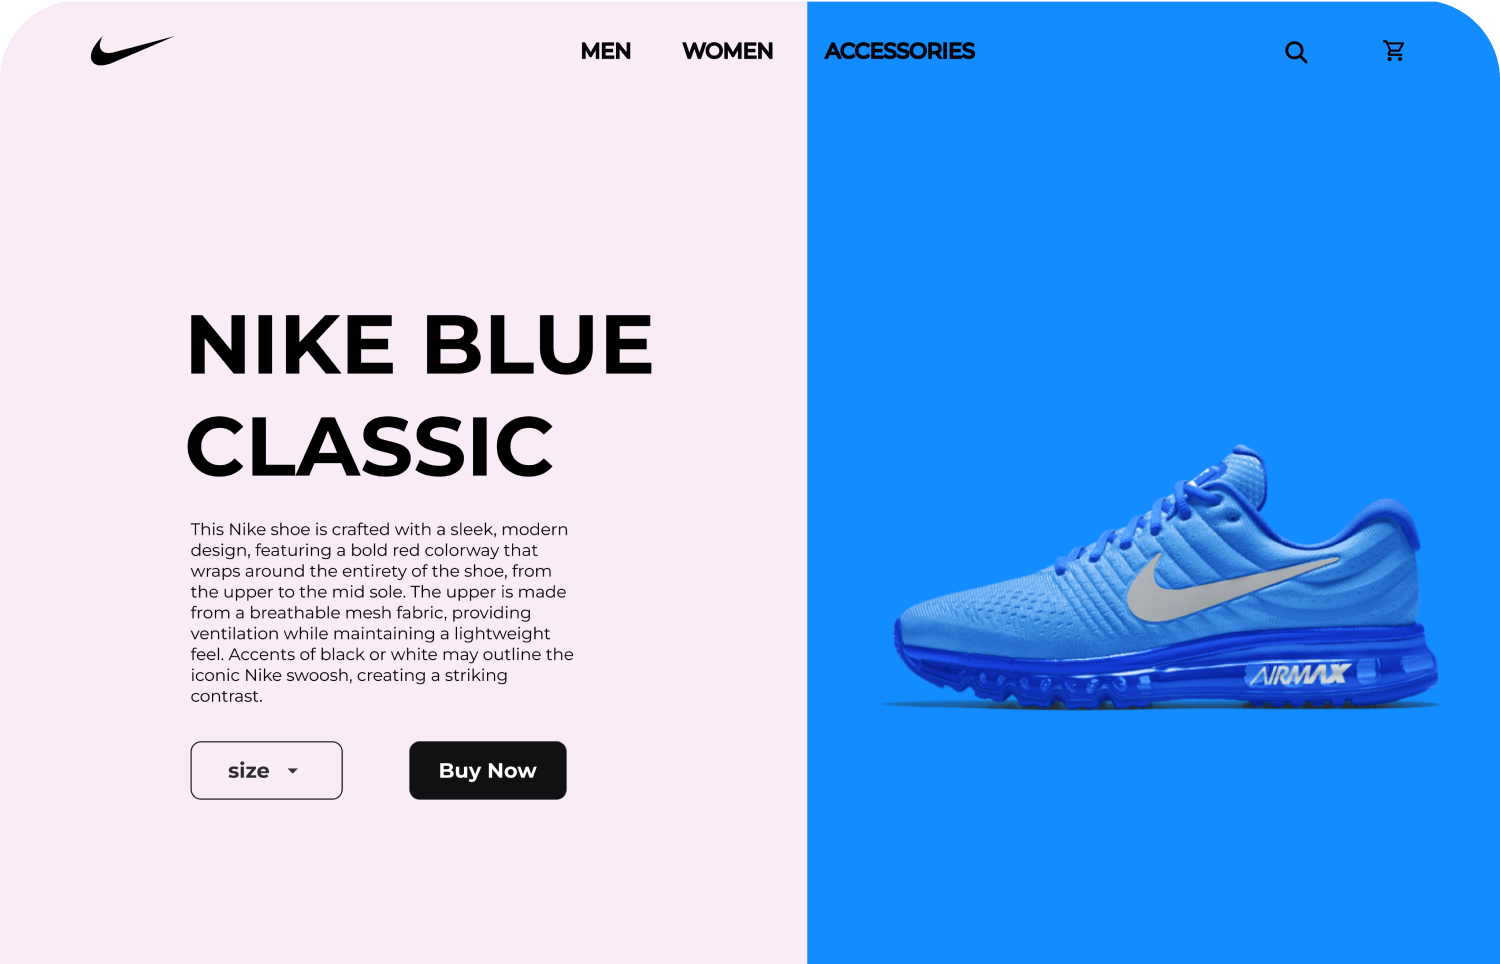 MEN WOMEN ACCESSORIES
NIKE BLUE
CLASSIC
This Nike shoe is crafted with a sleek, modern
design, featuring a bold red colorway that
wraps around the entirety of the shoe, from
the upper to the mid sole. The upper is made
from a breathable mesh fabric, providing
ventilation while maintaining a lightweight
feel. Accents of black or white may outline the
iconic Nike swoosh, creating a striking
contrast.
size
Buy Now
AIRMAX